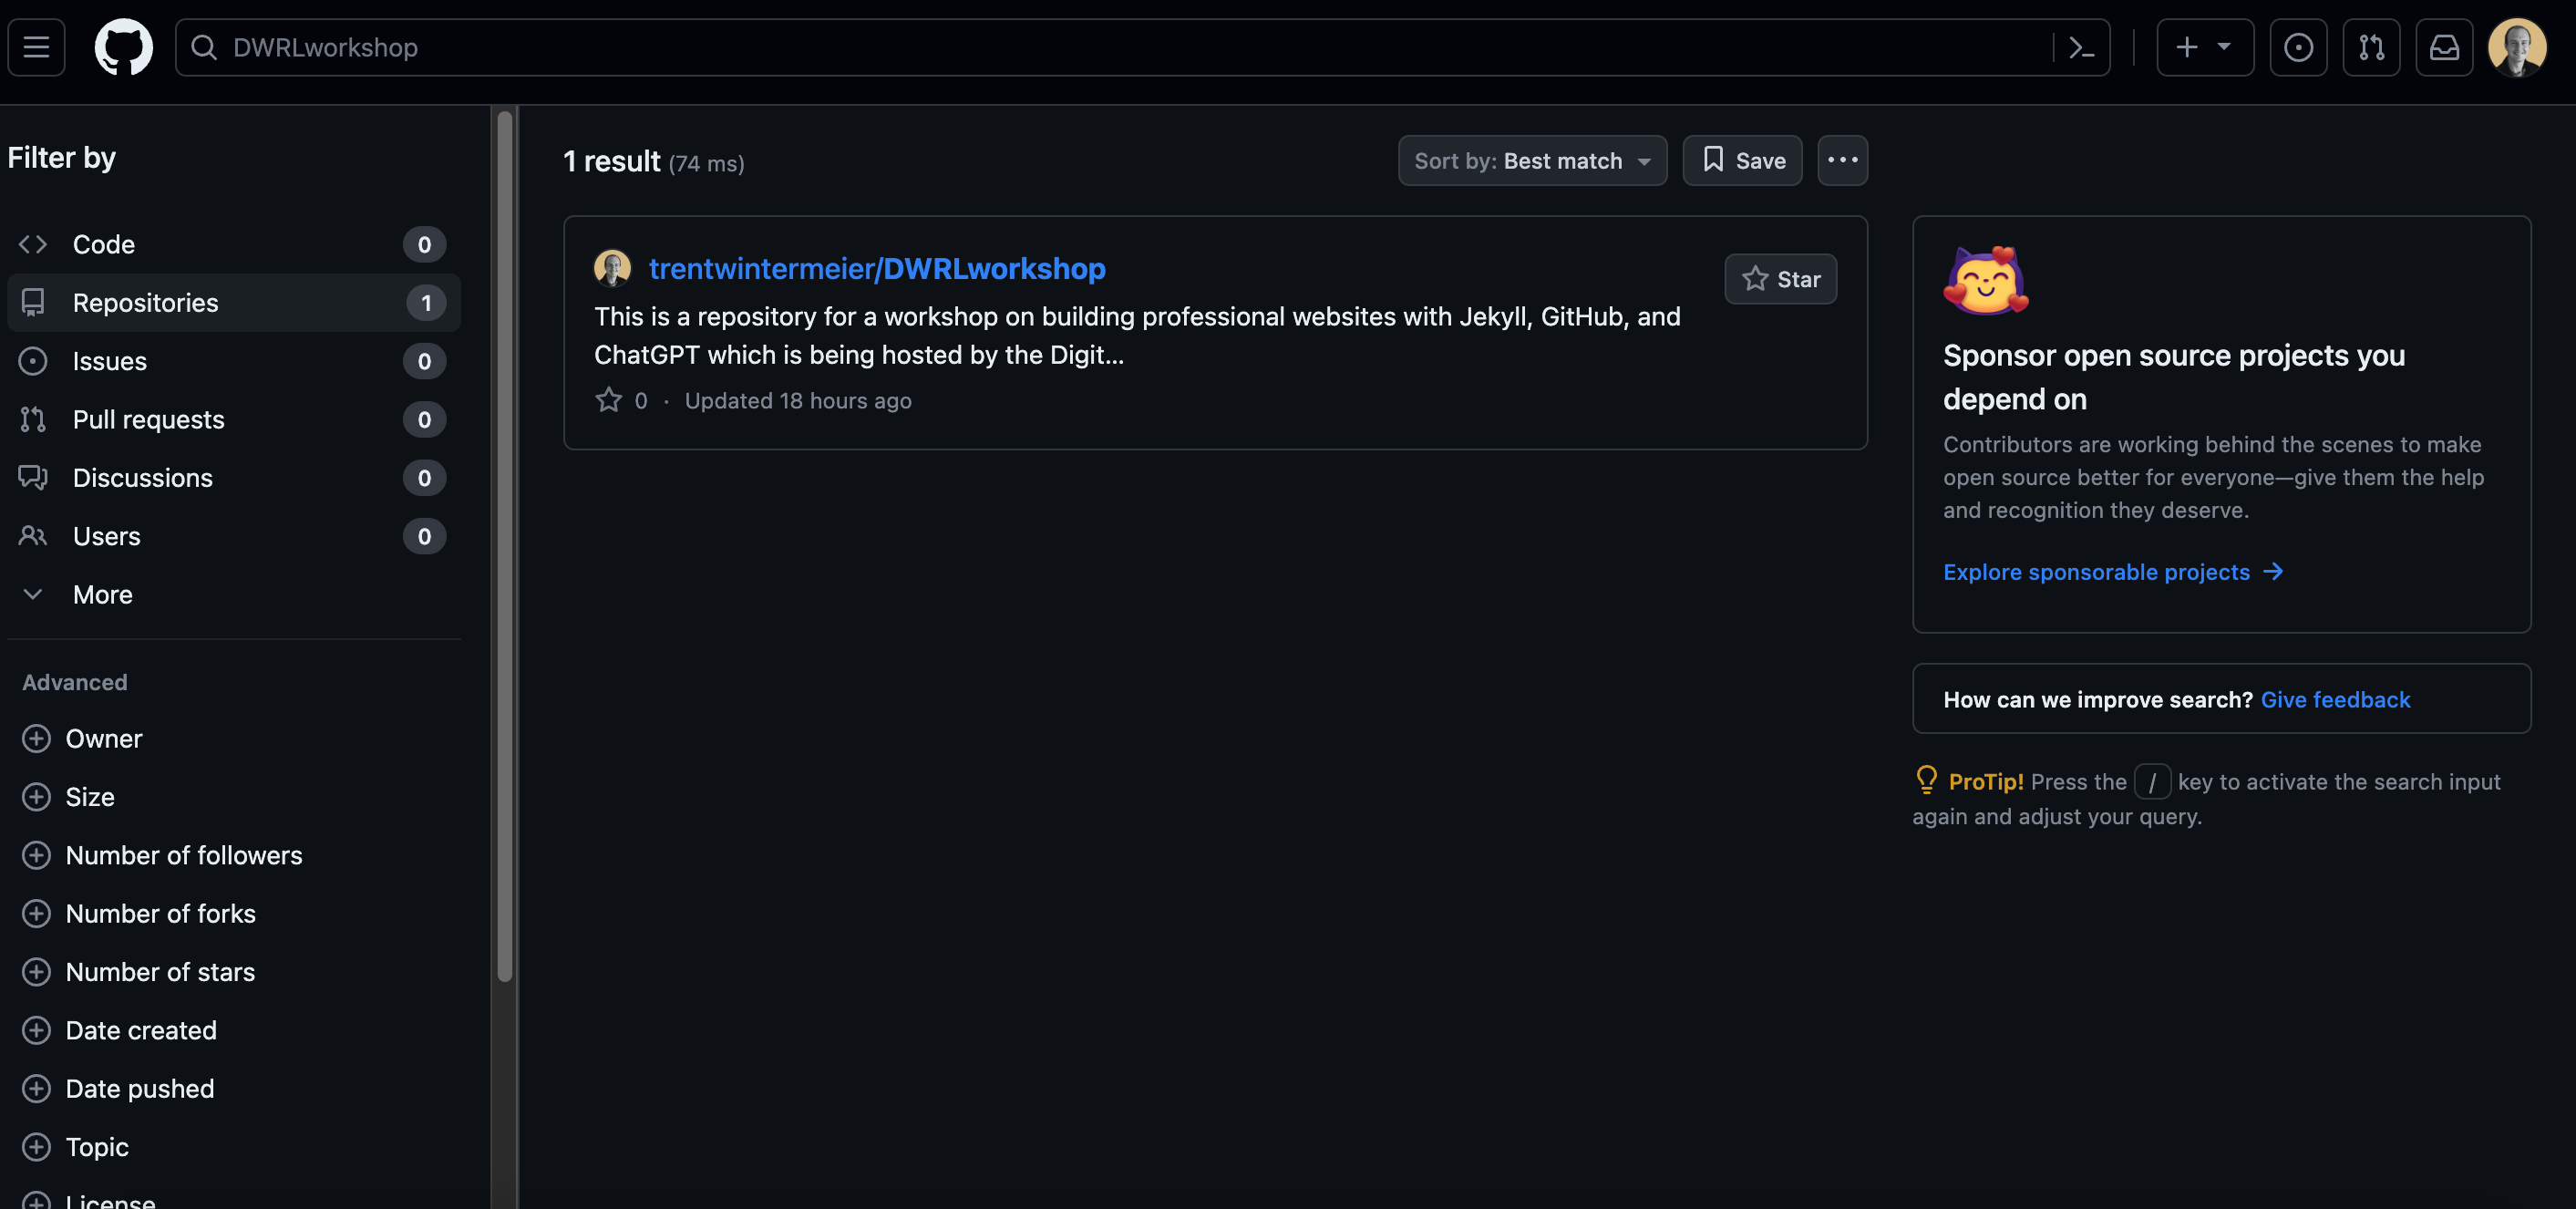 DWRLworkshop
Filter by
Code 0
Repositories 1
Issues 0
Pull requests 0
Discussions 0
Users 0
More
Advanced
Owner
Size
Number of followers
Number of forks
Number of stars
Date created
Date pushed
Topic
License
1 result (74 ms)
Sort by: Best match
Save
trentwintermeier/DWRLworkshop
Star
This is a repository for a workshop on building professional websites with Jekyll, GitHub, and
ChatGPT which is being hosted by the Digit...
0 · Updated 18 hours ago
Sponsor open source projects you
depend on
Contributors are working behind the scenes to make
open source better for everyone—give them the help
and recognition they deserve.
Explore sponsorable projects →
How can we improve search? Give feedback
ProTip! Press the / key to activate the search input
again and adjust your query.